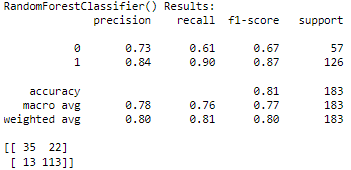 RandomForestClassifier() Results:
precision recall f1-score support
0 0.73 0.61 0.67 57
1 0.84 0.90 0.87 126
accuracy 0.81 183
macro avg 0.78 0.76 0.77 183
weighted avg 0.80 0.81 0.80 183
[[ 35 22]
[ 13 113]]